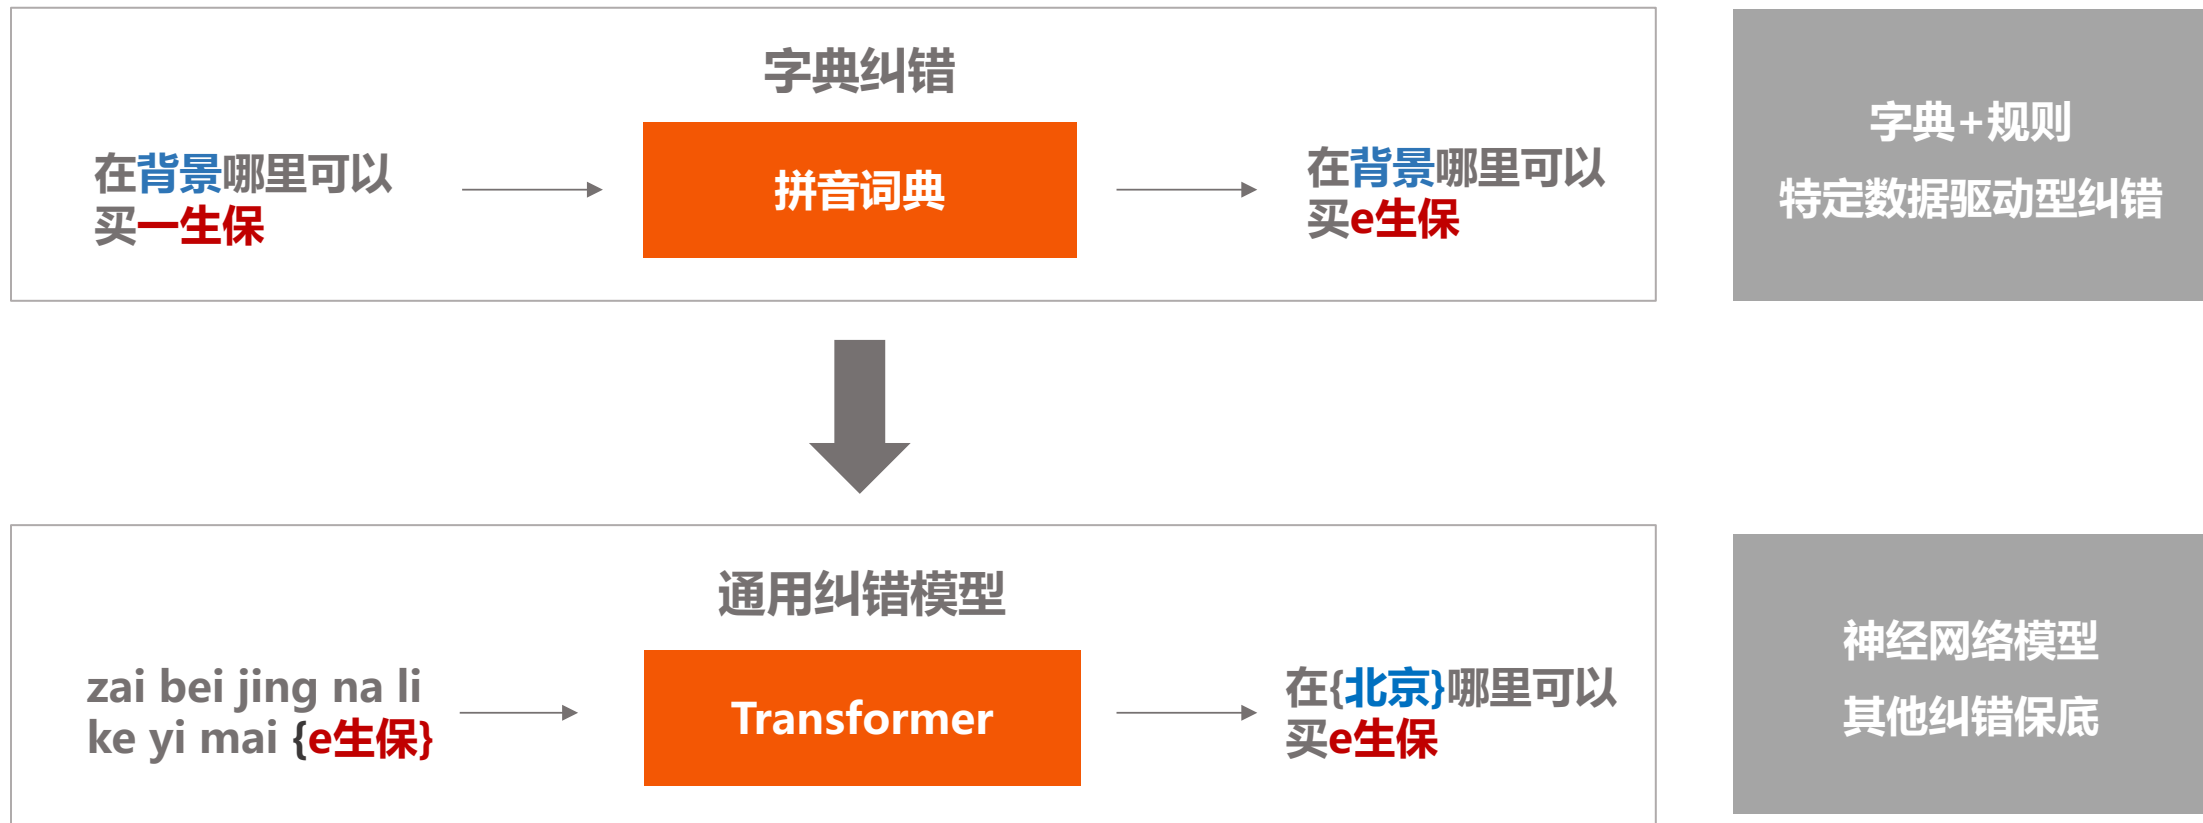 字典纠错
在背景哪里可以
买一生保
拼音词典
在背景哪里可以
买e生保
字典+规则
特定数据驱动型纠错
通用纠错模型
zai bei jing na li
ke yi mai {e生保}
Transformer
在{北京}哪里可以
买e生保
神经网络模型
其他纠错保底